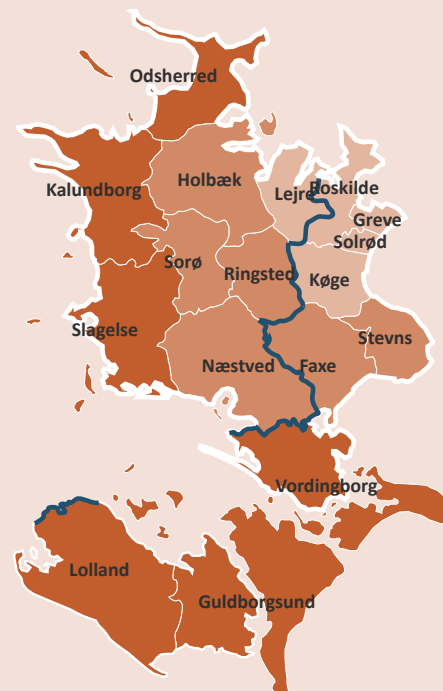 Odsherred
Holbæk
Kalundborg
Lejre
Roskilde
Greve
Solrød
Sorø
Ringsted
Køge
Slagelse
Stevns
Næstved
Faxe
Vordingborg
Lolland
Guldborgsund